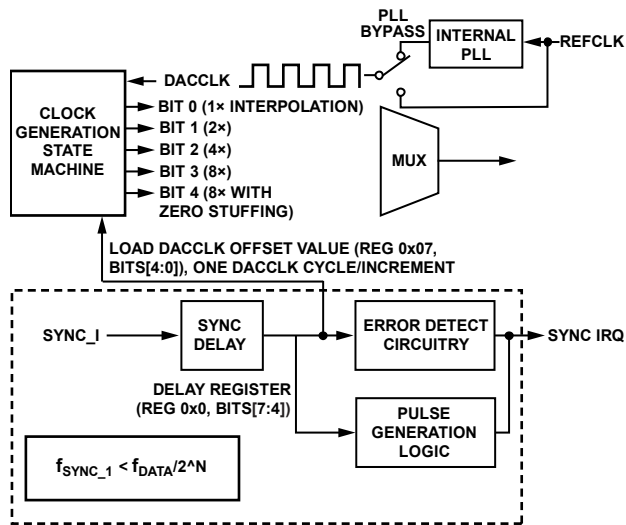 PLL
BYPASS
INTERNAL
PLL
REFCLK
DACCLK
CLOCK
GENERATION
STATE
MACHINE
BIT 0 (1× INTERPOLATION)
BIT 1 (2×)
BIT 2 (4×)
BIT 3 (8×)
BIT 4 (8× WITH
ZERO STUFFING)
MUX
LOAD DACCLK OFFSET VALUE (REG 0x07,
BITS[4:0]), ONE DACCLK CYCLE/INCREMENT
SYNC_I
SYNC
DELAY
ERROR DETECT
CIRCUITRY
SYNC IRQ
DELAY REGISTER
(REG 0x0, BITS[7:4])
PULSE
GENERATION
LOGIC
fSYNC_1 < fDATA/2^N